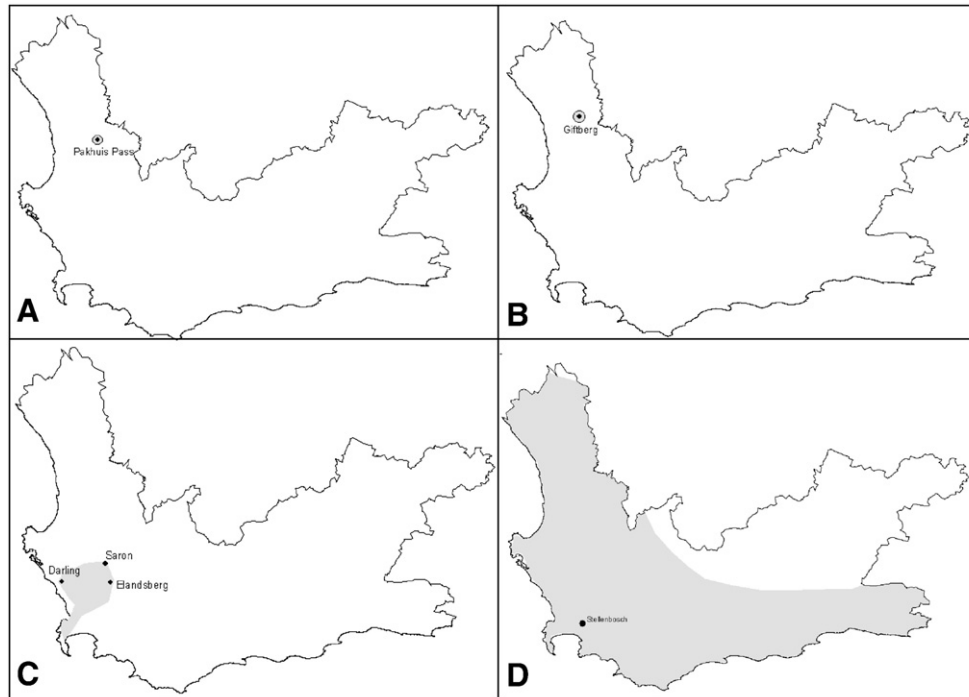 Pakhuis Pass
A
Giftberg
B
Saron
Darling
Elandsberg
C
Stellenbosch
D